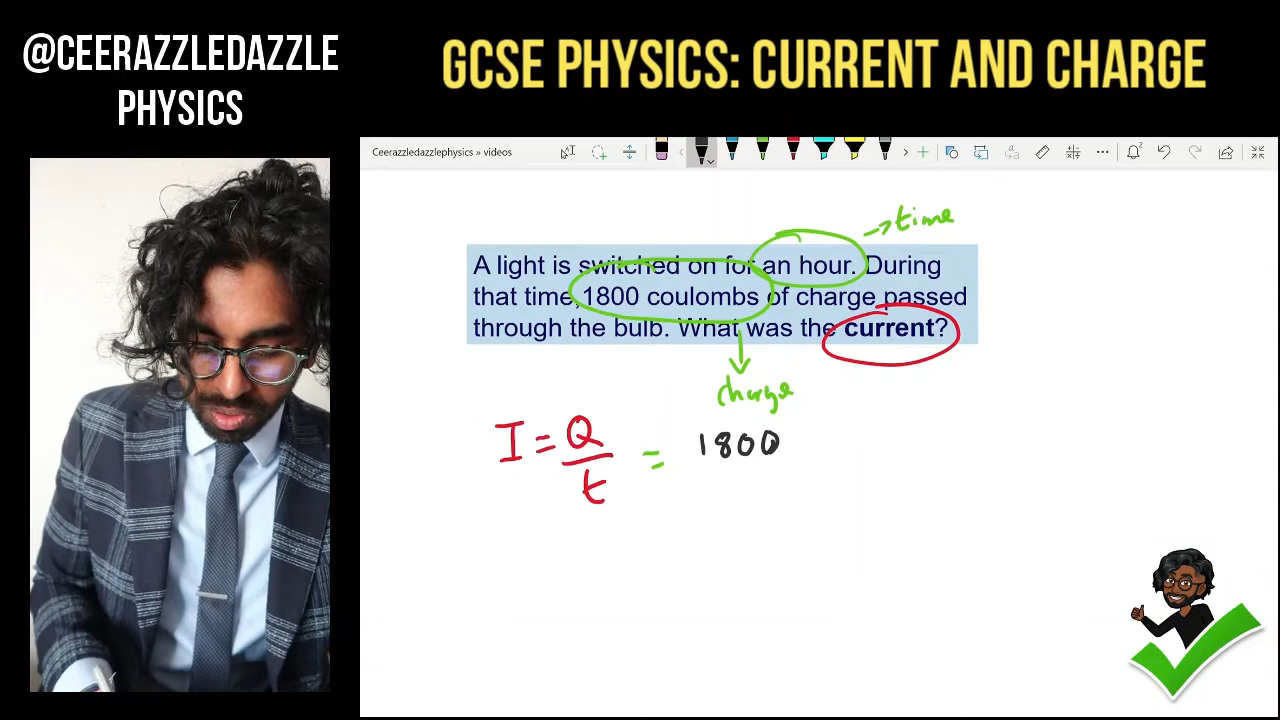 @CEERAZZLEDAZZLE
PHYSICS
GCSE PHYSICS: CURRENT AND CHARGE
Ceerazzledazzlephysics » videos
→ time
A light is switched on for an hour. During
that time,1800 coulombs of charge passed
through the bulb. What was the current?
charge
I = Q/t = 1800